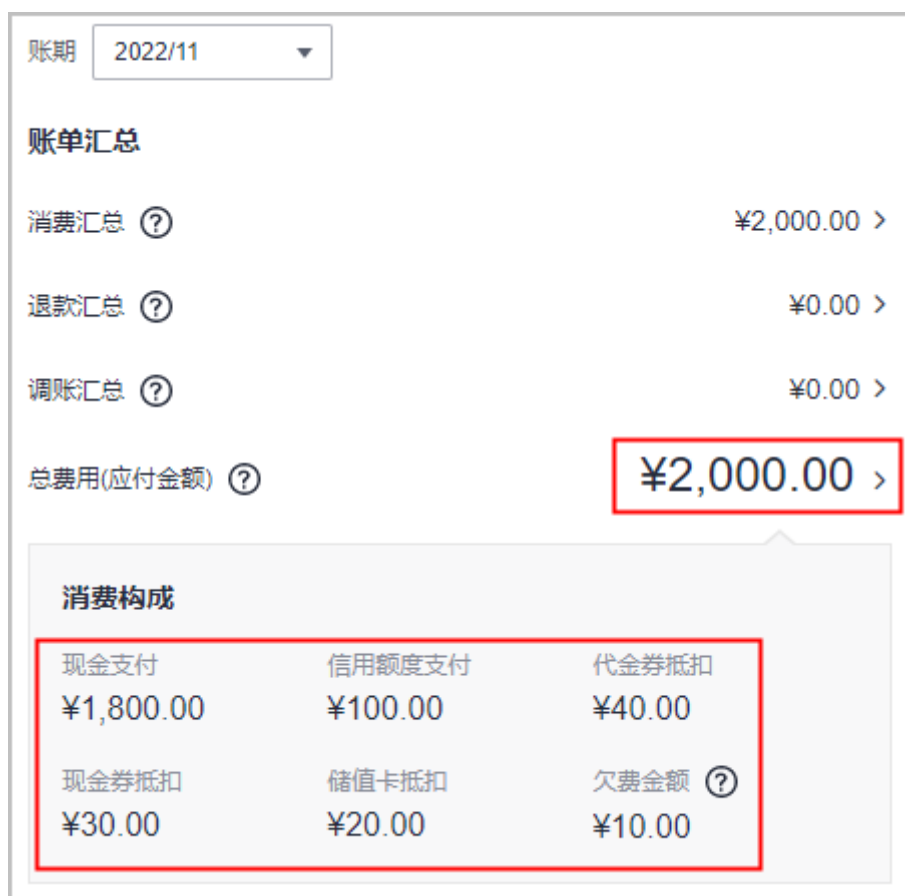 账期 2022/11
账单汇总
消费汇总 ? ¥2,000.00 >
退款汇总 ? ¥0.00 >
调账汇总 ? ¥0.00 >
总费用(应付金额) ? ¥2,000.00 >
消费构成
现金支付 信用额度支付 代金券抵扣
¥1,800.00 ¥100.00 ¥40.00
现金券抵扣 储值卡抵扣 欠费金额 ?
¥30.00 ¥20.00 ¥10.00